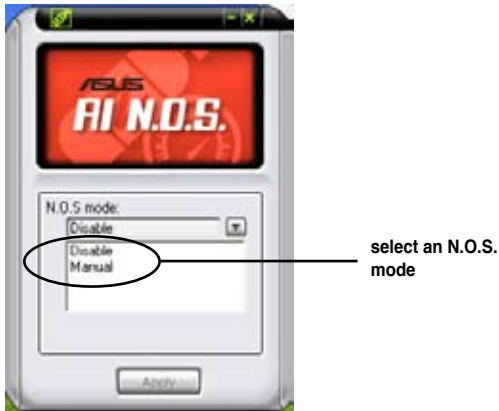 ASUS
AI N.O.S.
N.O.S mode:
Disable
Disable
Manual
select an N.O.S.
mode
Apply